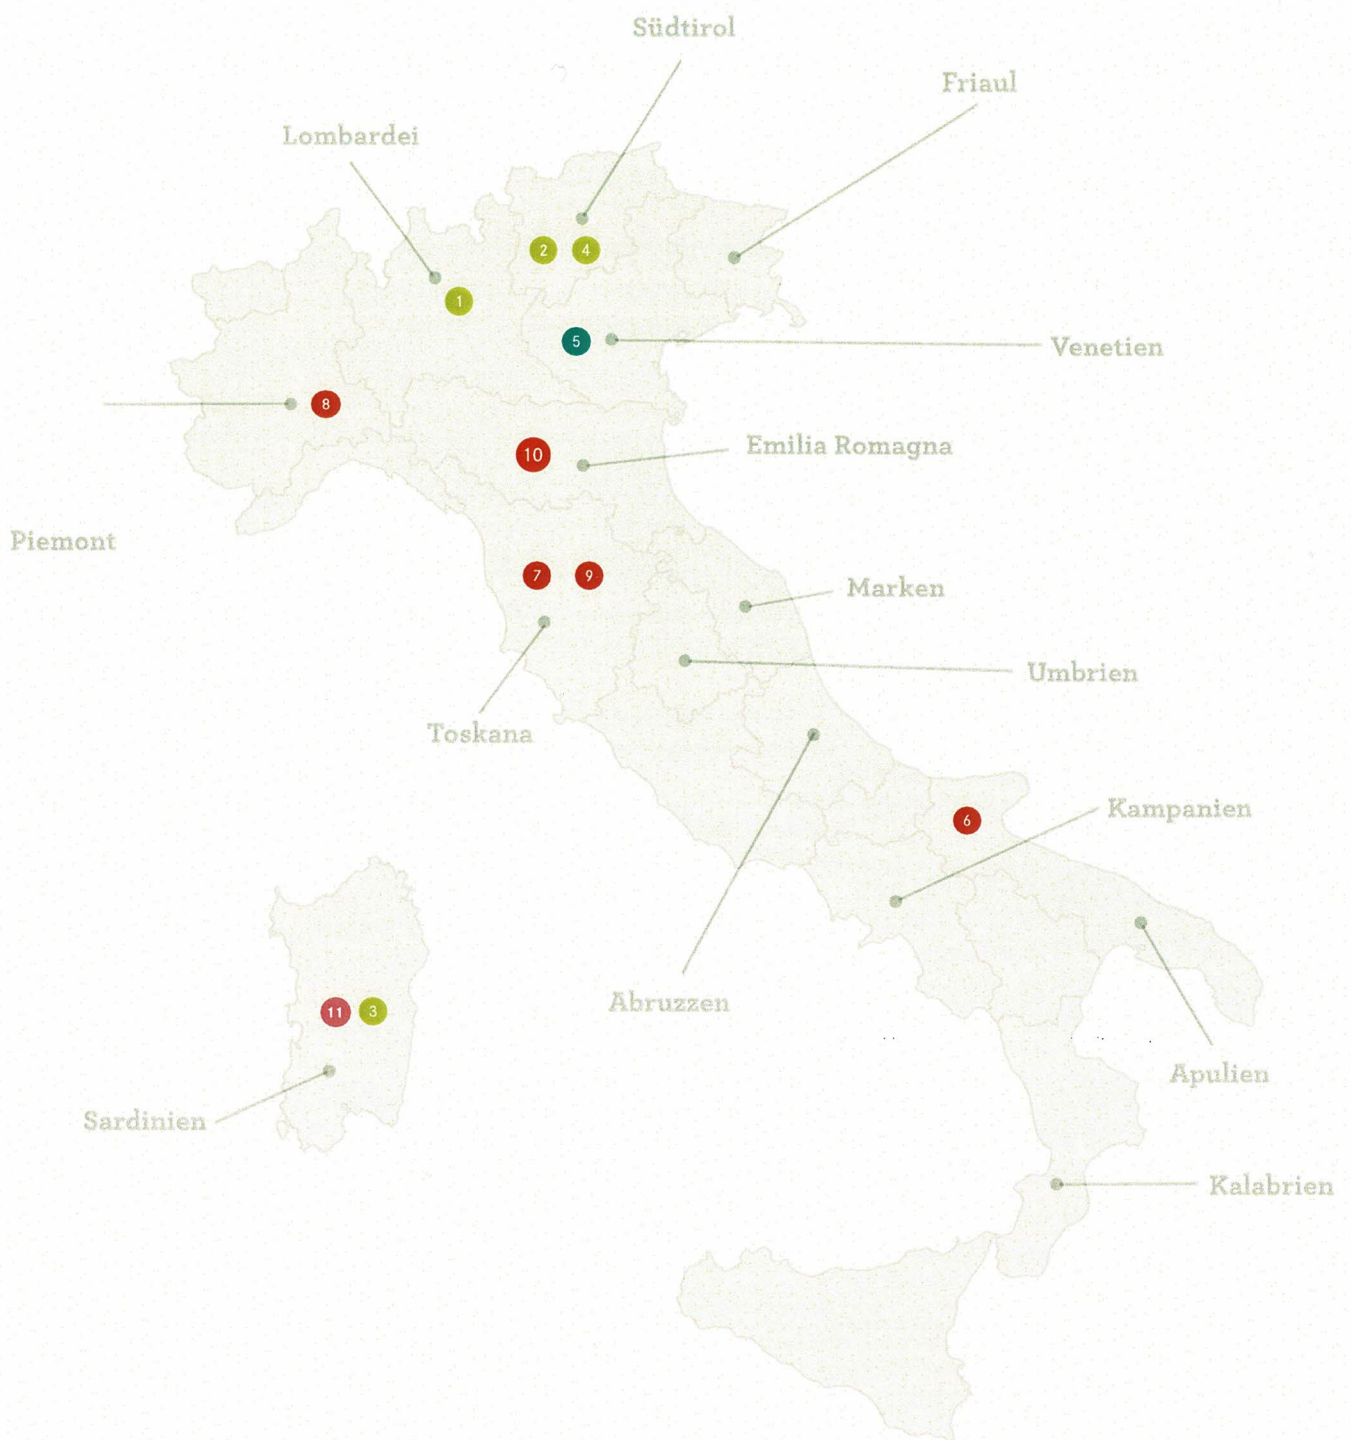 Südtirol
Friaul
Lombardei
2
4
1
5
Venetien
8
Emilia Romagna
10
Piemont
7
9
Marken
Umbrien
Toskana
Kampanien
6
Abruzzen
11
3
Apulien
Sardinien
Kalabrien